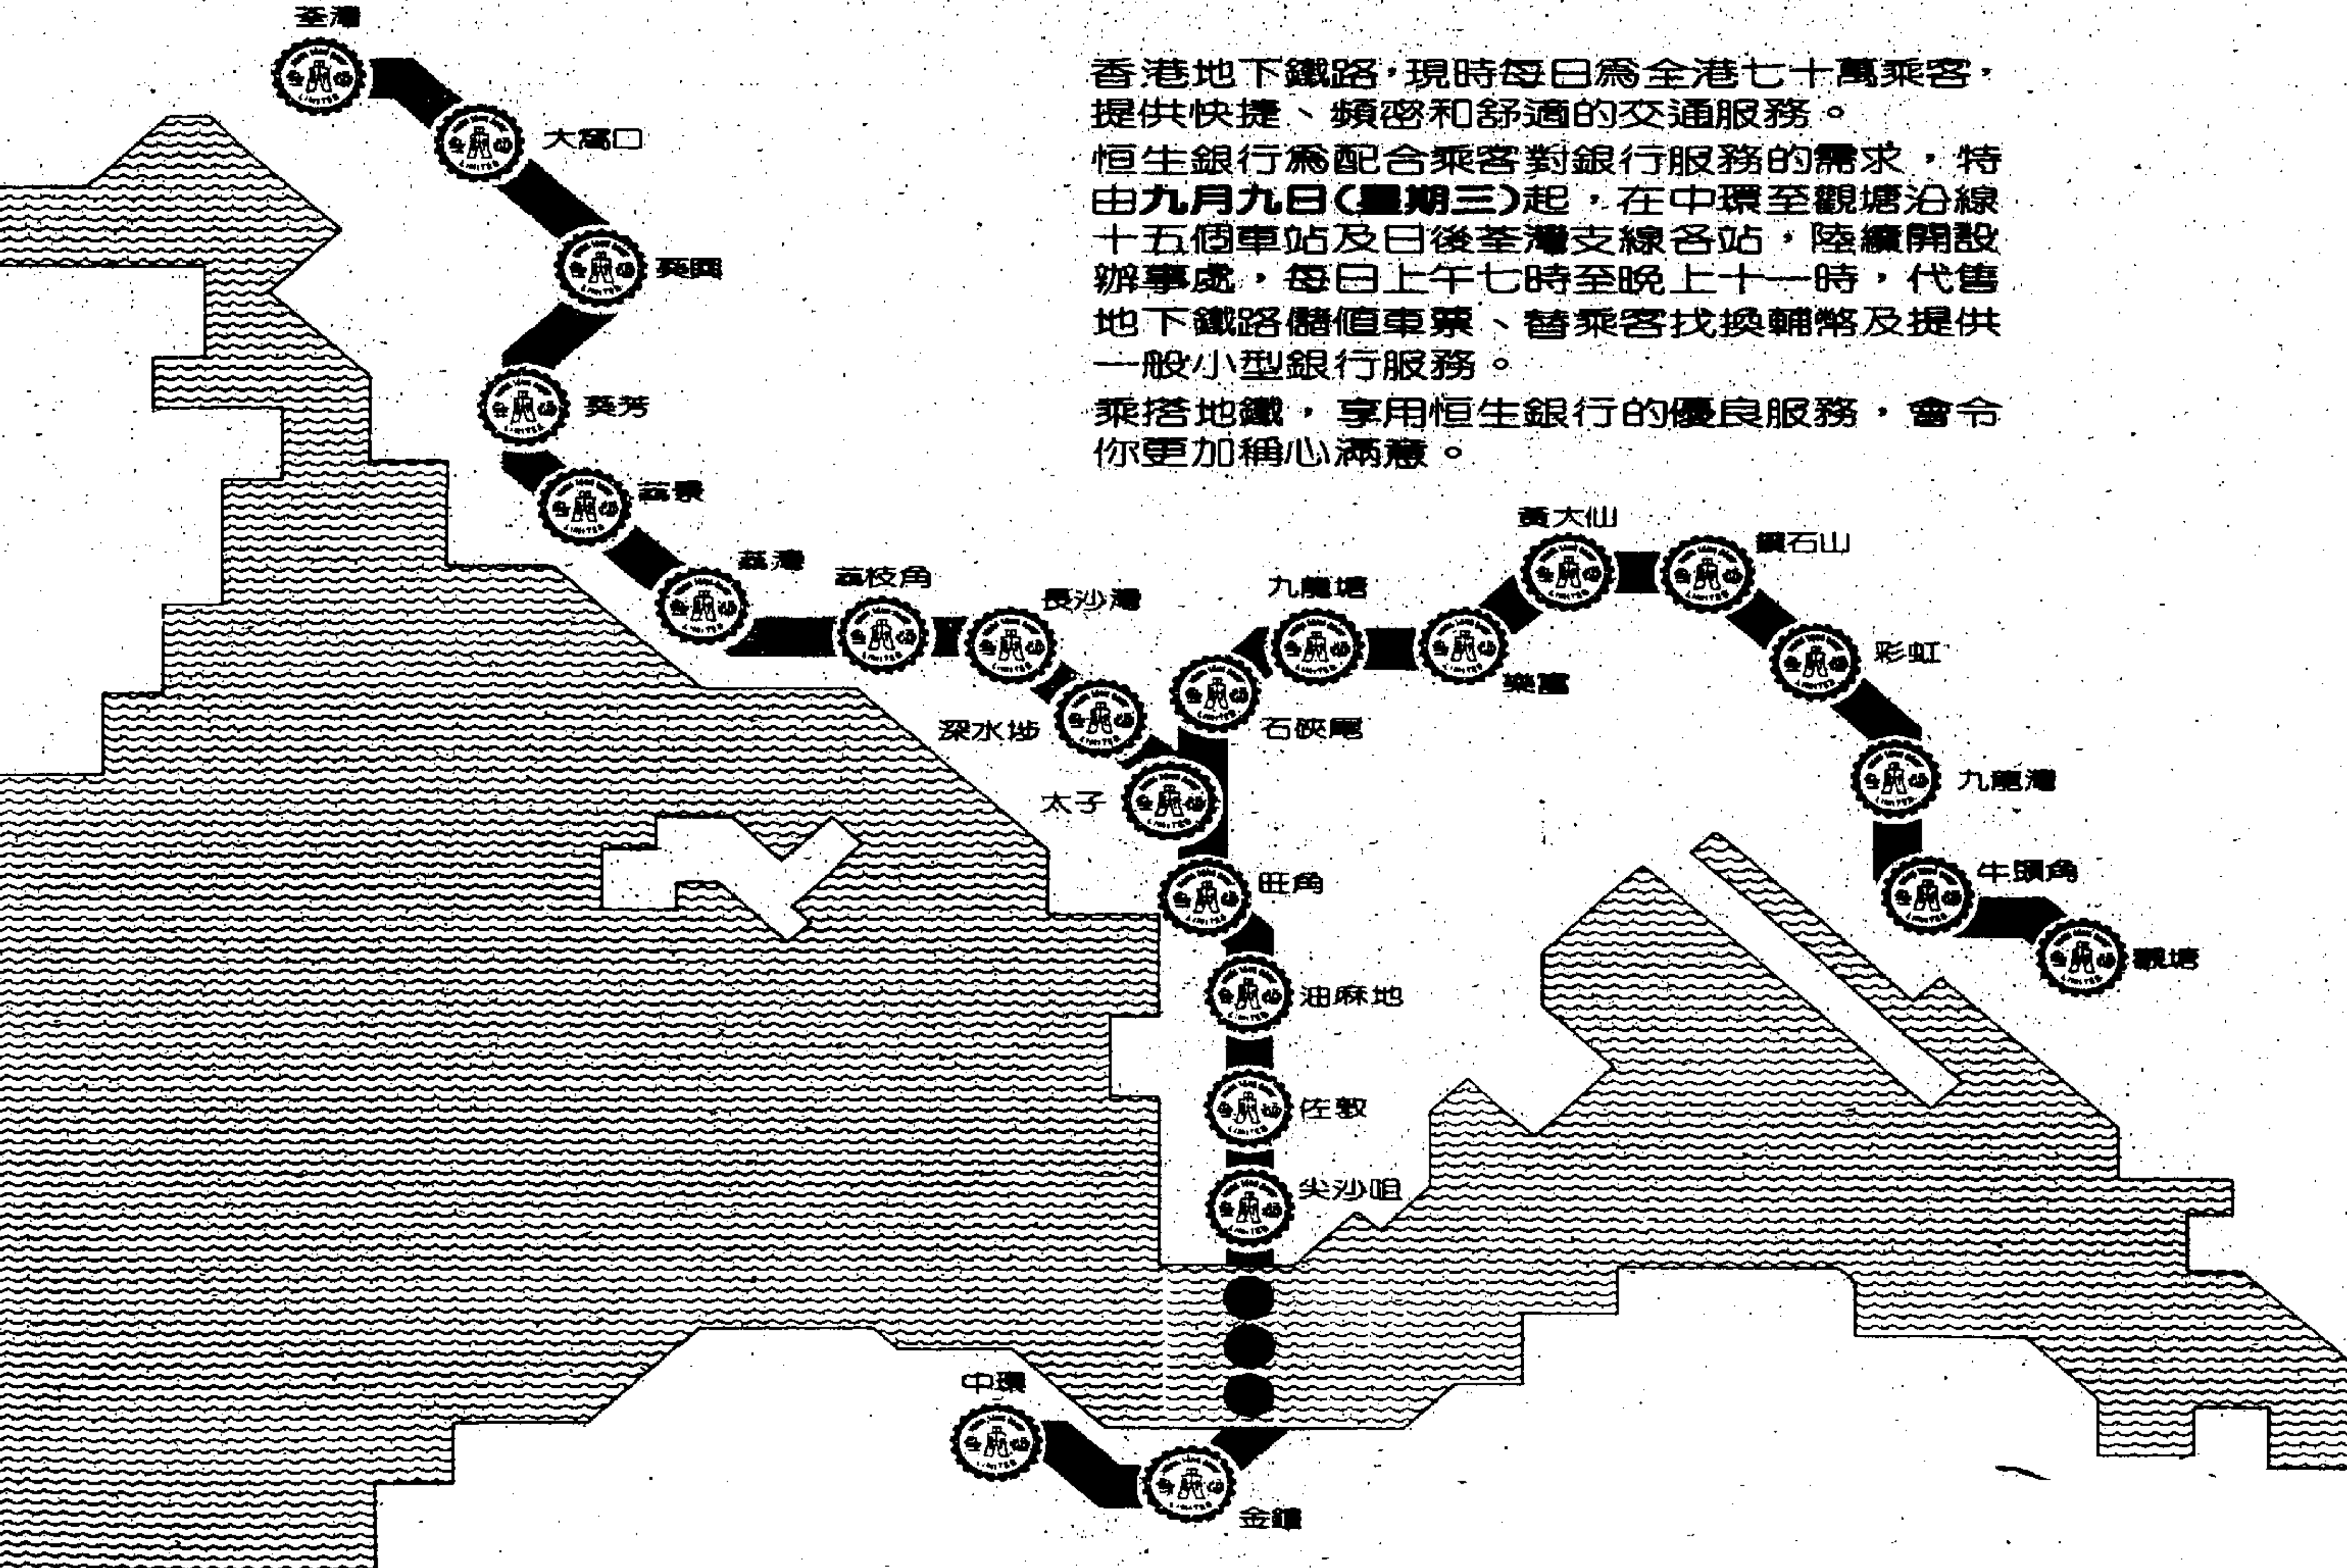 荃灣
大窩口
葵興
葵芳
荔景
荔灣
荔枝角
長沙灣
深水埗
太子
香港地下鐵路，現時每日為全港七十萬乘客，
提供快捷、頻密和舒適的交通服務。
恒生銀行為配合乘客對銀行服務的需求，特
由九月九日(星期三)起，在中環至觀塘沿線
十五個車站及日後荃灣支線各站，陸續開設
辦事處，每日上午七時至晚上十一時，代售
地下鐵路儲值車票、替乘客找換輔幣及提供
一般小型銀行服務。
乘搭地鐵，享用恒生銀行的優良服務，會令
你更加稱心滿意。
黃大仙
鑽石山
九龍塘
樂富
彩虹
石硤尾
九龍灣
牛頭角
觀塘
旺角
油麻地
佐敦
尖沙咀
中環
金鐘